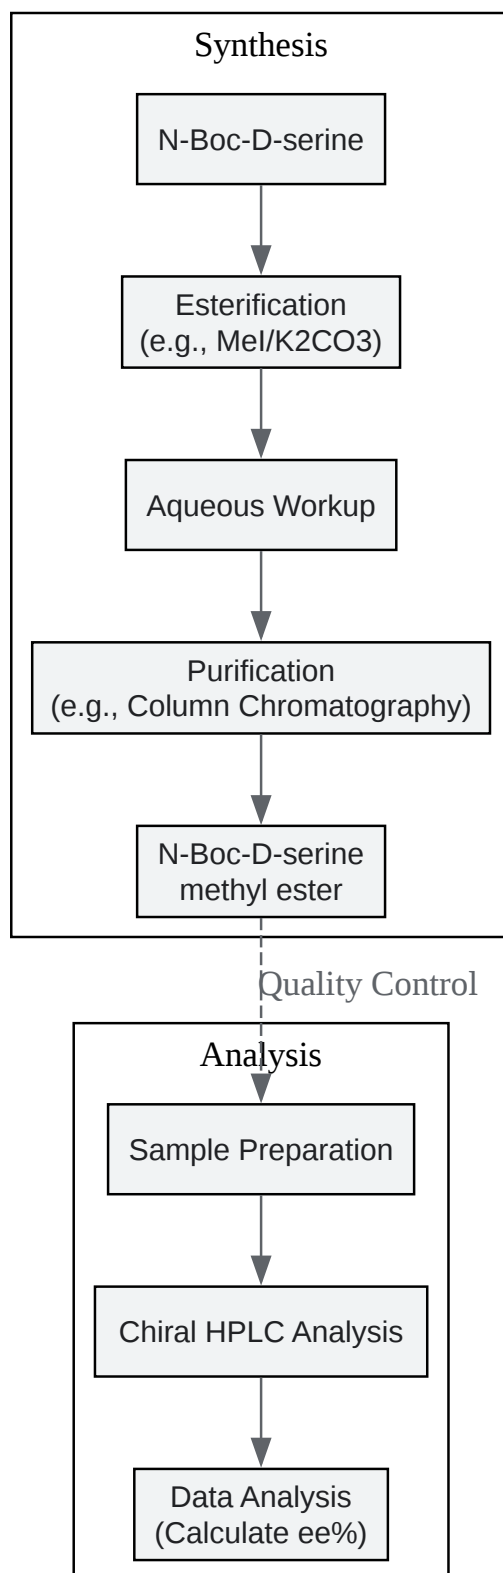 Synthesis
N-Boc-D-serine
Esterification
(e.g., MeI/K2CO3)
Aqueous Workup
Purification
(e.g., Column Chromatography)
N-Boc-D-serine
methyl ester
Quality Control
Analysis
Sample Preparation
Chiral HPLC Analysis
Data Analysis
(Calculate ee%)